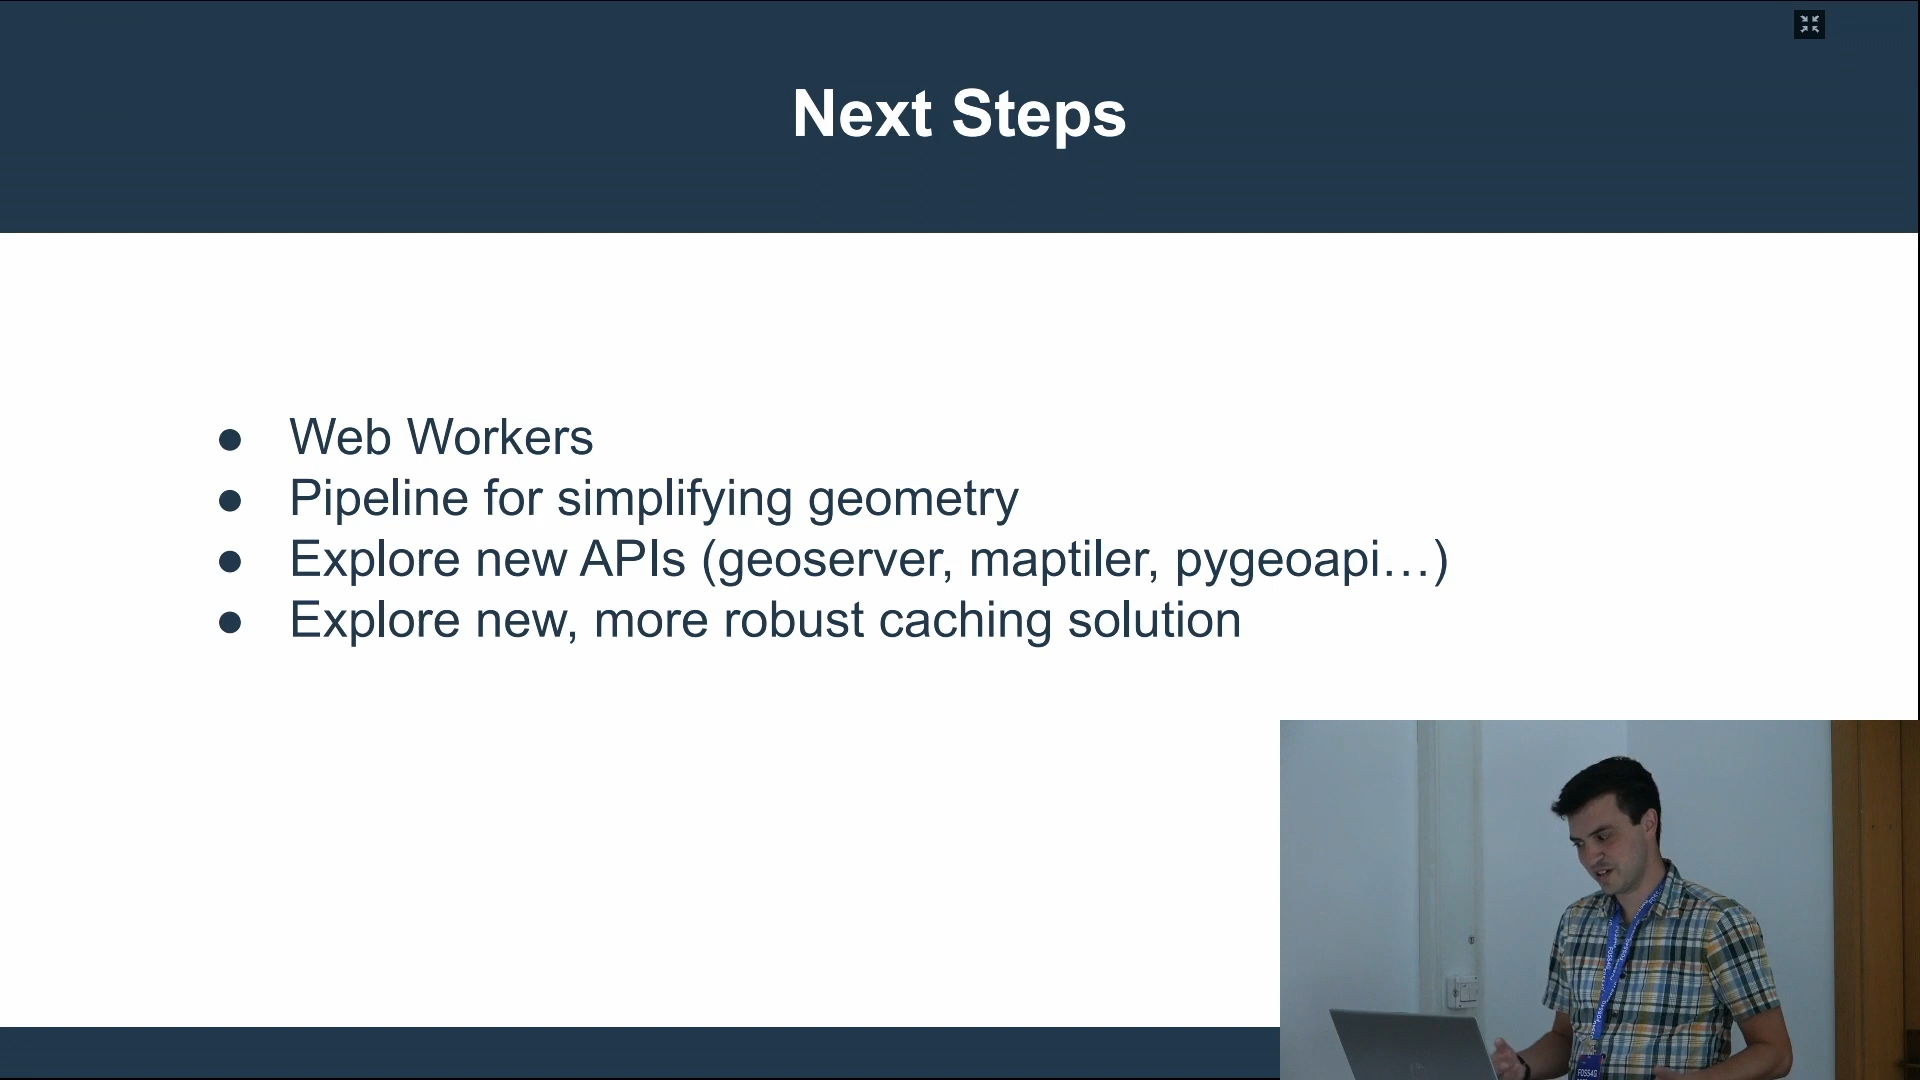 Next Steps
● Web Workers
● Pipeline for simplifying geometry
● Explore new APIs (geoserver, maptiler, pygeoapi…)
● Explore new, more robust caching solution
FOSS4G